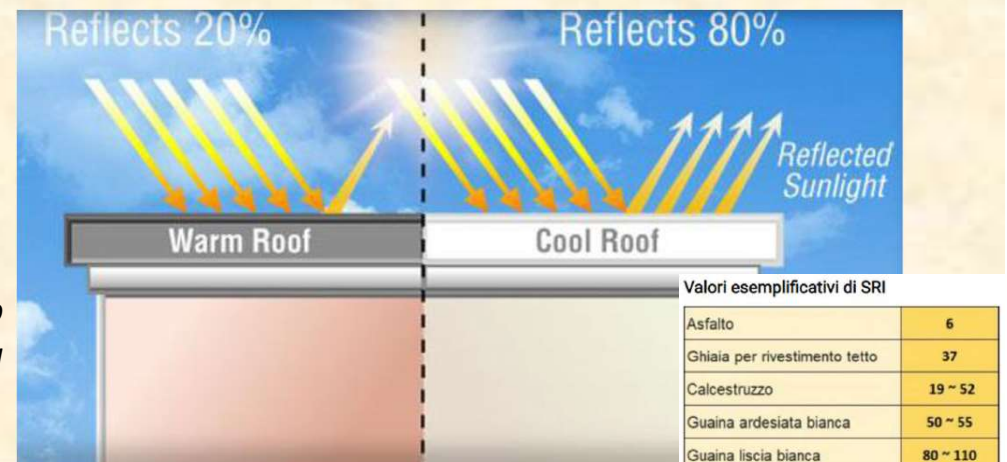 Reflects 20%
Reflects 80%
Reflected
Sunlight
Warm Roof
Cool Roof
Valori esemplificativi di SRI
Asfalto 6
Ghiaia per rivestimento tetto 37
Calcestruzzo 19 ~ 52
Guaina ardesiata bianca 50 ~ 55
Guaina liscia bianca 80 ~ 110